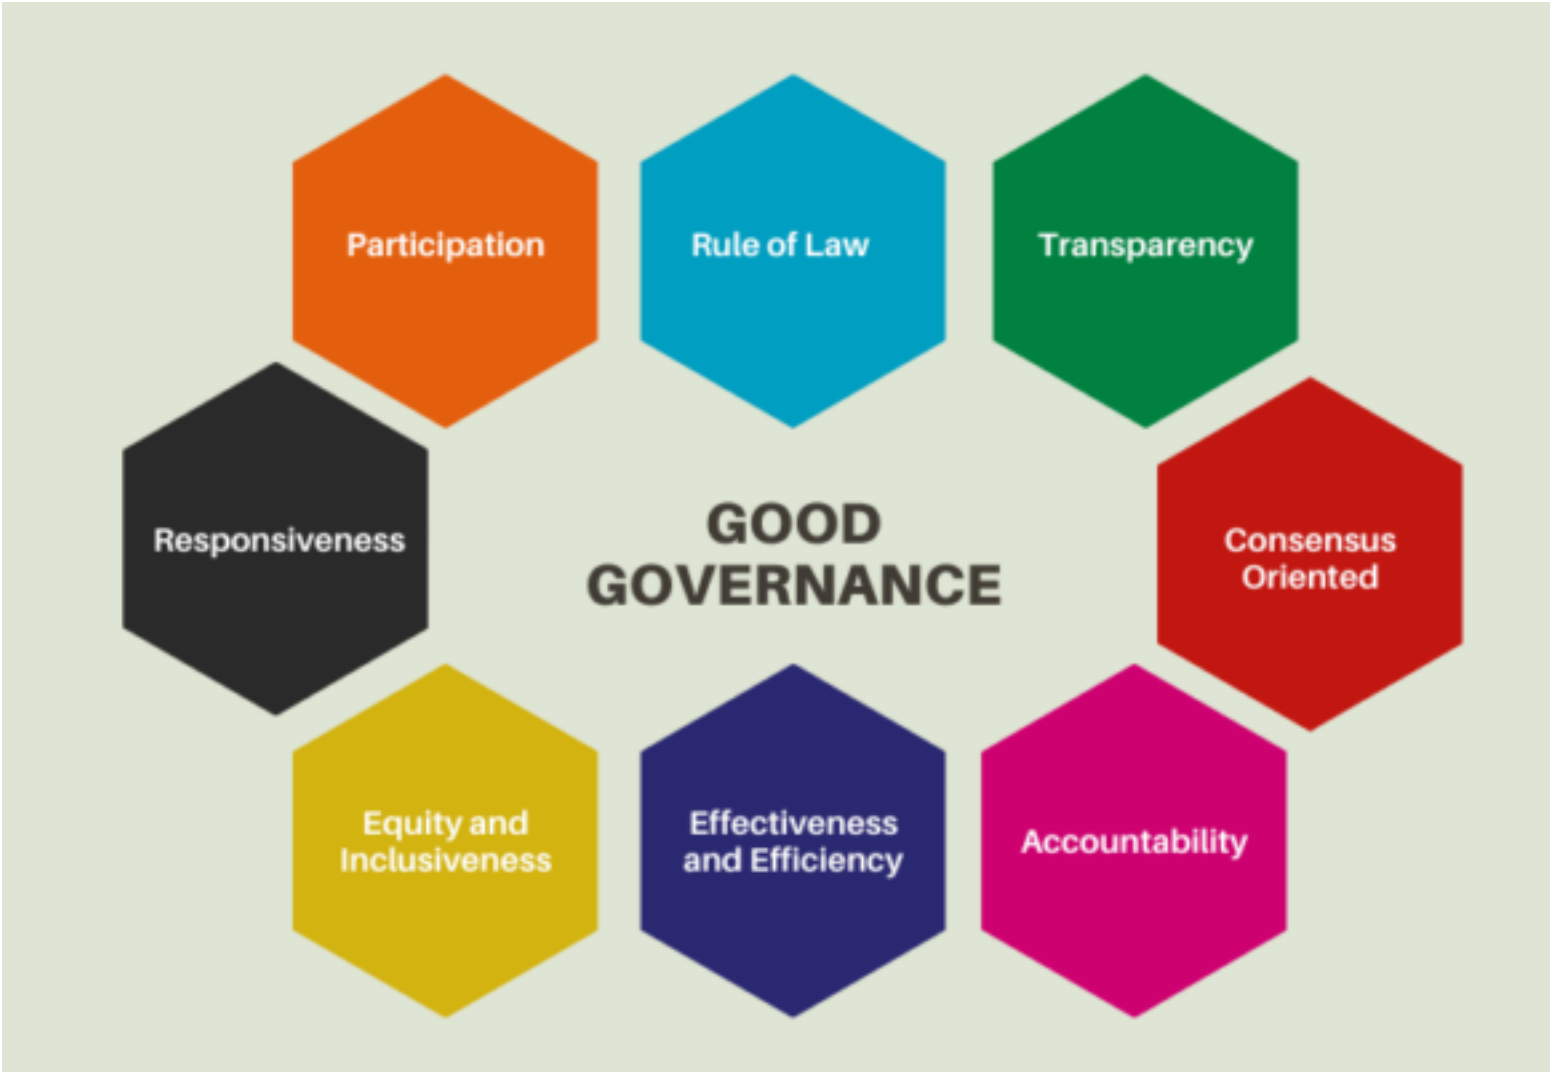 Participation
Rule of Law
Transparency
Responsiveness
GOOD
GOVERNANCE
Consensus
Oriented
Equity and
Inclusiveness
Effectiveness
and Efficiency
Accountability